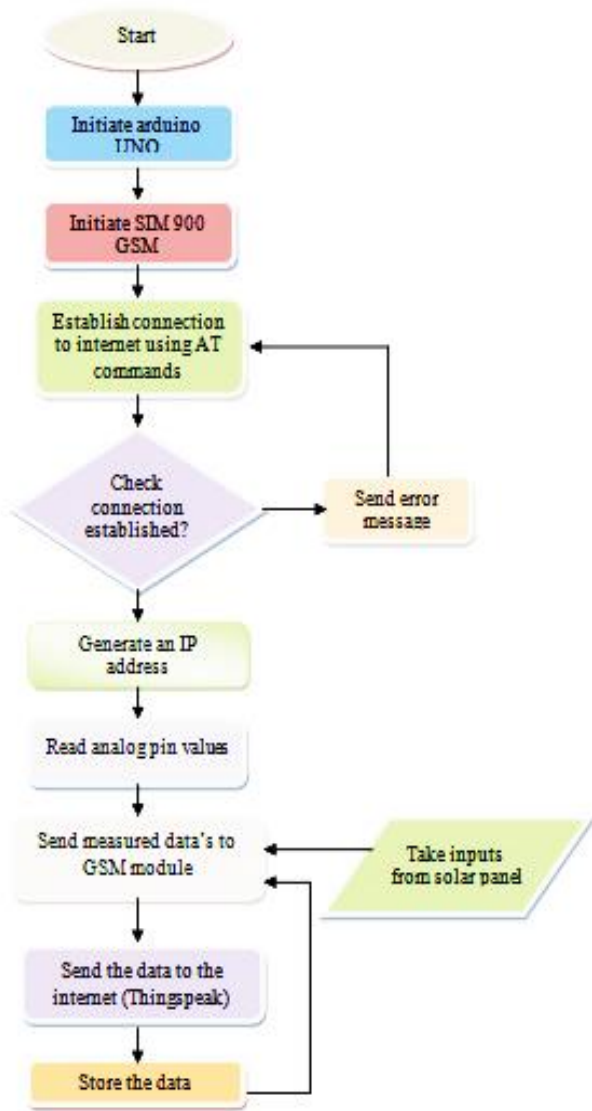 Start
Initiate arduino
UNO
Initiate SIM 900
GSM
Establish connection
to internet using AT
commands
Check
connection
established?
Send error
message
Generate an IP
address
Read analog pin values
Send measured data's to
GSM module
Take inputs
from solar panel
Send the data to the
internet (Thingspeak)
Store the data